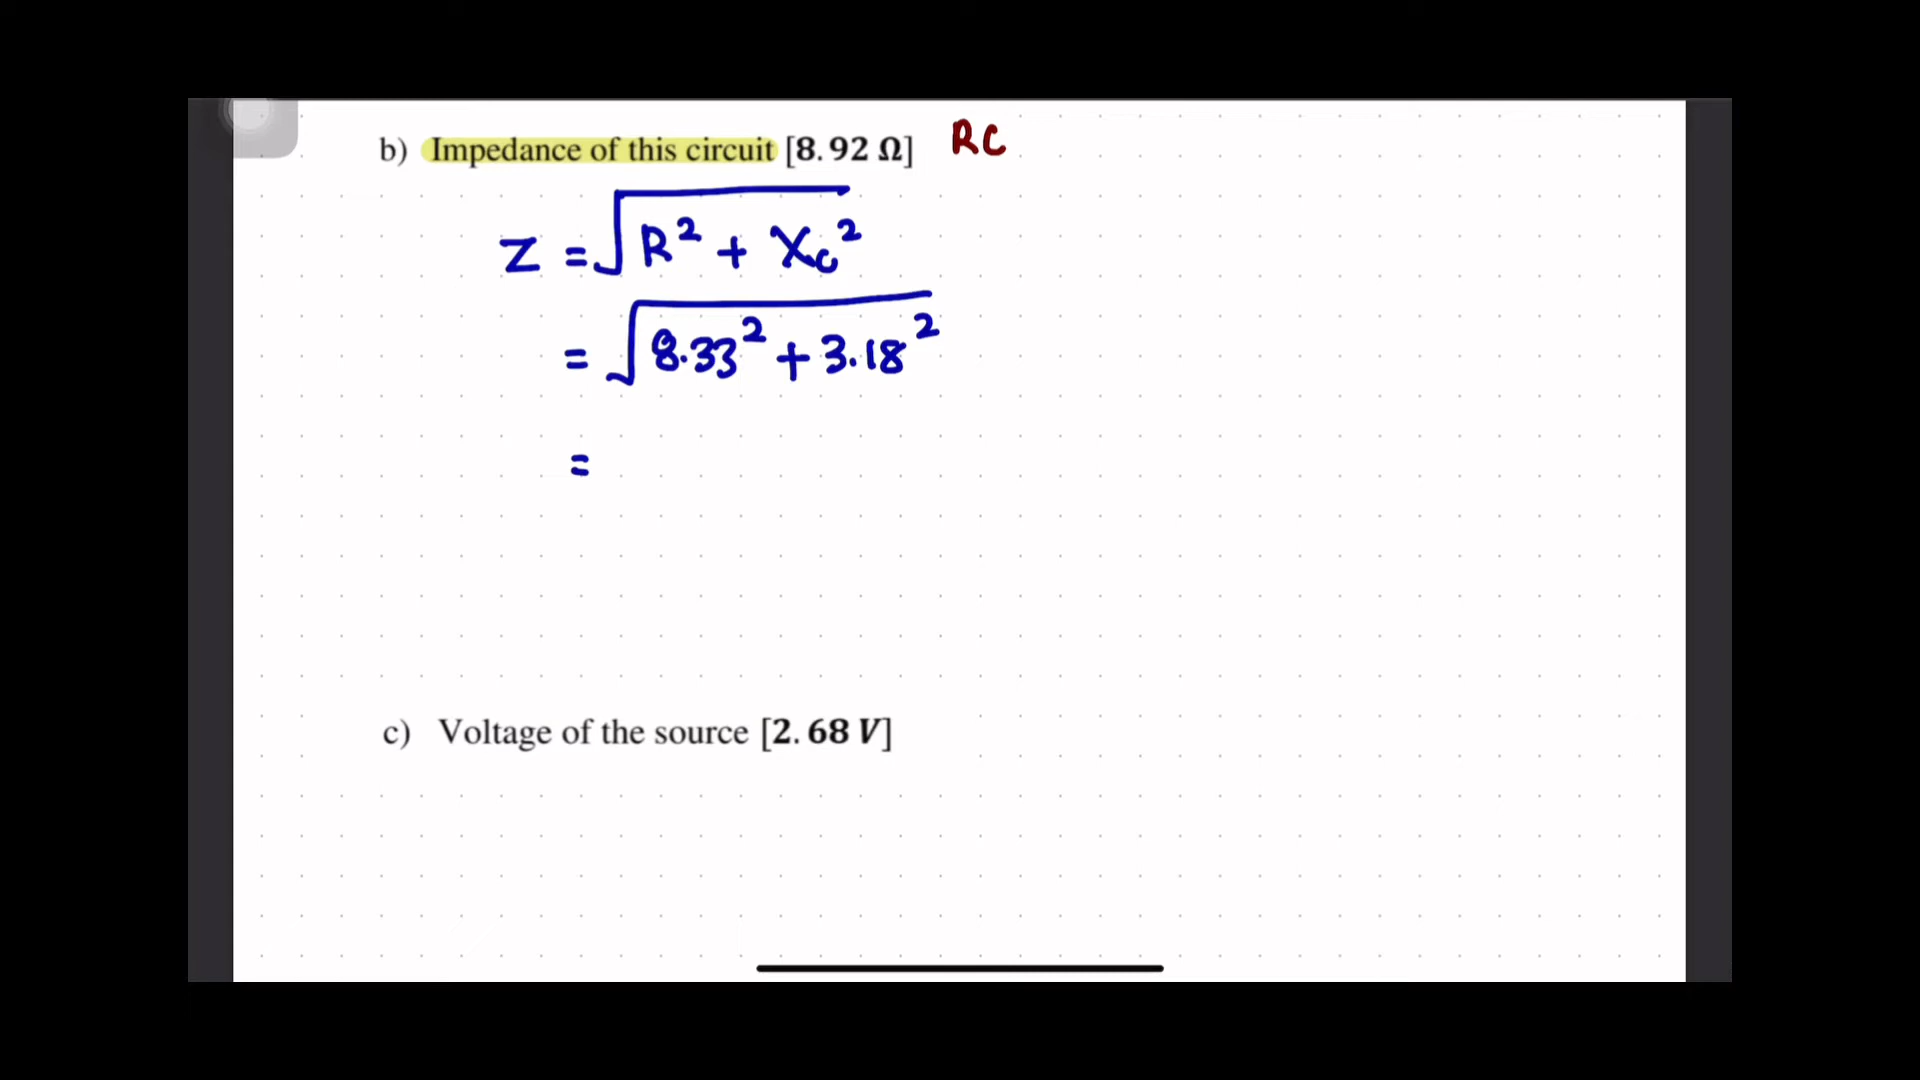 b) Impedance of this circuit [8.92 Ω] RC
Z = √R² + Xc²
= √8.33² + 3.18²
=
c) Voltage of the source [2.68 V]